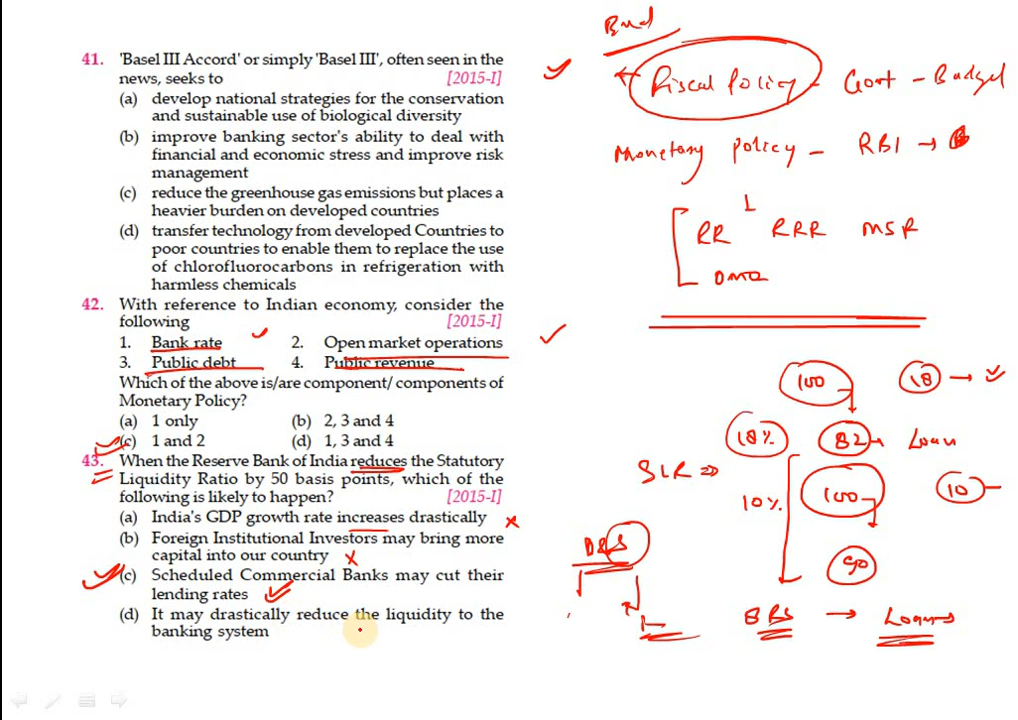 41. 'Basel III Accord' or simply 'Basel III', often seen in the
news, seeks to [2015-I]
(a) develop national strategies for the conservation
and sustainable use of biological diversity
(b) improve banking sector's ability to deal with
financial and economic stress and improve risk
management
(c) reduce the greenhouse gas emissions but places a
heavier burden on developed countries
(d) transfer technology from developed Countries to
poor countries to enable them to replace the use
of chlorofluorocarbons in refrigeration with
harmless chemicals
42. With reference to Indian economy, consider the
following [2015-I]
1. Bank rate 2. Open market operations
3. Public debt 4. Public revenue
Which of the above is/are component/ components of
Monetary Policy?
(a) 1 only (b) 2, 3 and 4
(c) 1 and 2 (d) 1, 3 and 4
43. When the Reserve Bank of India reduces the Statutory
Liquidity Ratio by 50 basis points, which of the
following is likely to happen? [2015-I]
(a) India's GDP growth rate increases drastically
(b) Foreign Institutional Investors may bring more
capital into our country
(c) Scheduled Commercial Banks may cut their
lending rates
(d) It may drastically reduce the liquidity to the
banking system
Fiscal Policy - Govt - Budget
Monetary policy - RBI →
RR RRR MSF
OMO
100 18 →
18% 82 Loan
SLR ⇒
10% 100 10
90
→ Loans